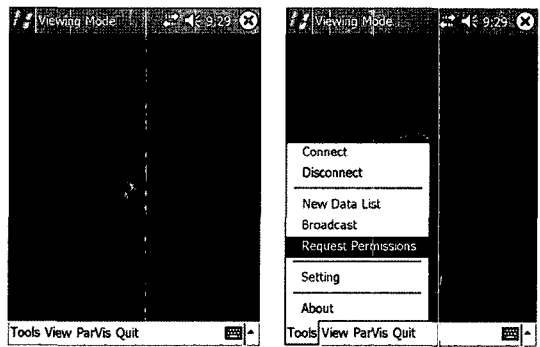 Viewing Mode 9:29
Tools View ParVis Quit
Viewing Mode 9:29
Connect
Disconnect
New Data List
Broadcast
Request Permissions
Setting
About
Tools View ParVis Quit